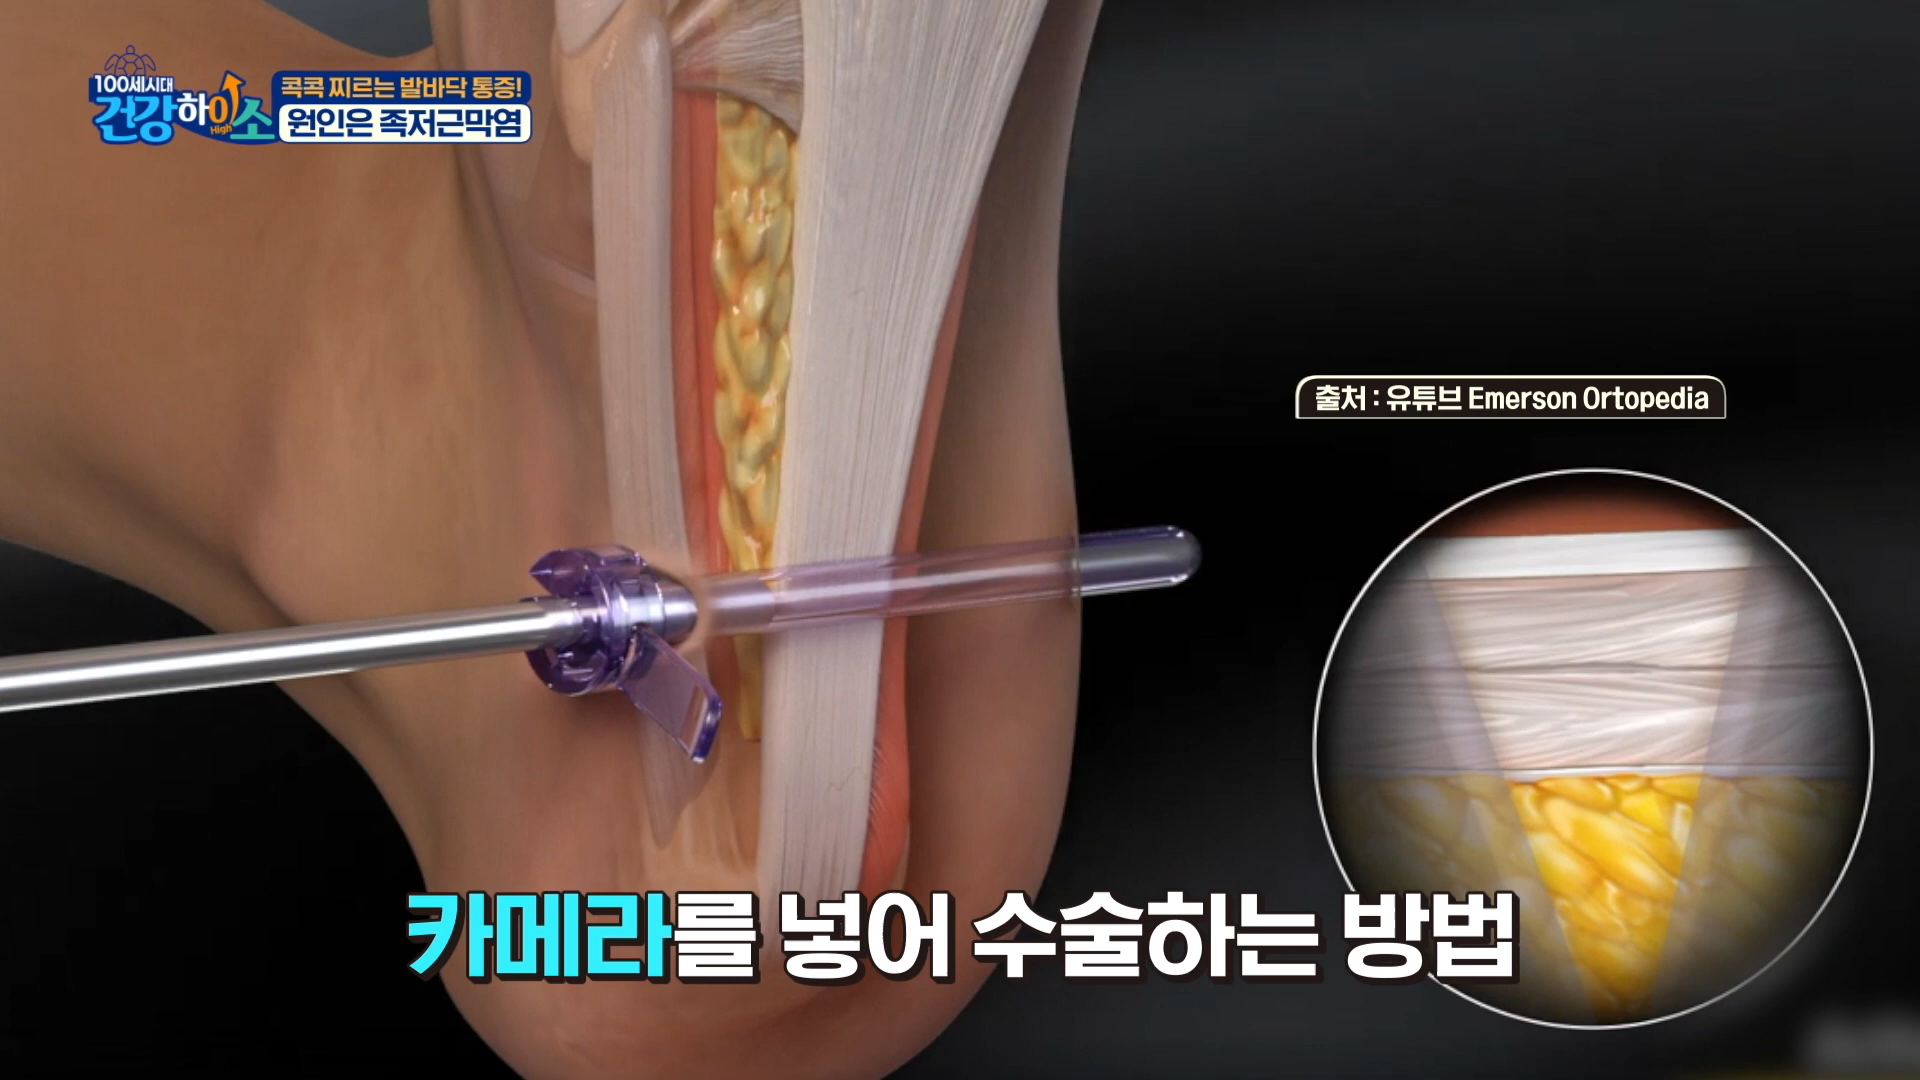 100세시대
건강하이소
High
콕콕 찌르는 발바닥 통증!
원인은 족저근막염
출처 : 유튜브 Emerson Ortopedia
카메라를 넣어 수술하는 방법